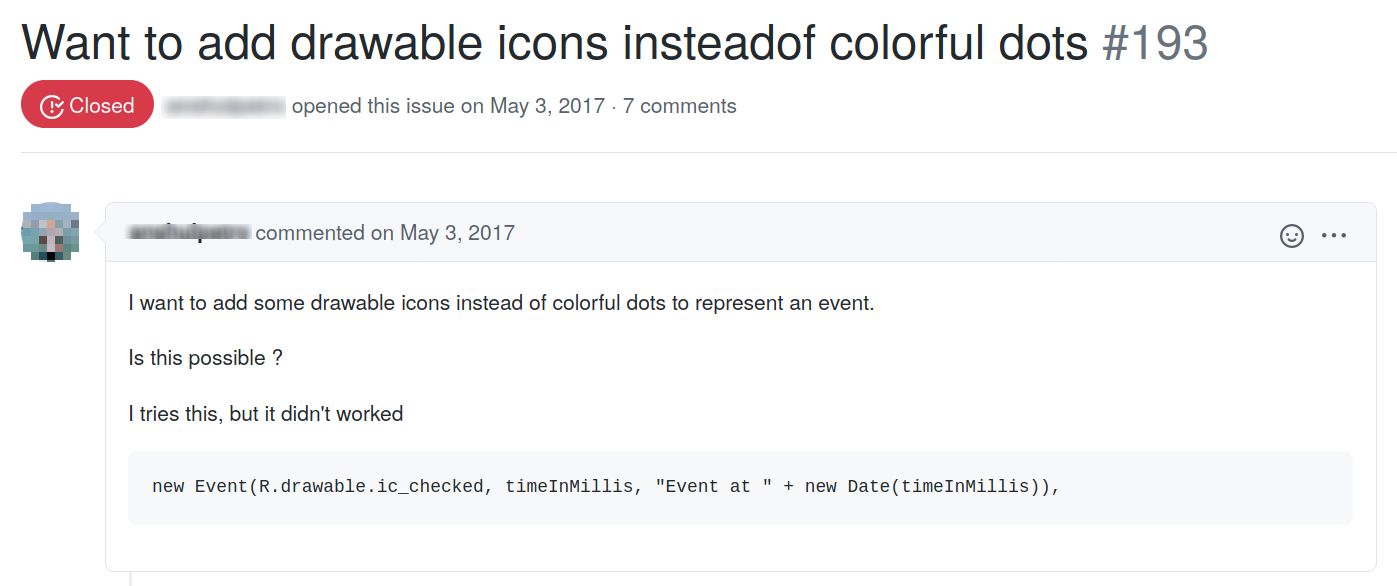 Want to add drawable icons insteadof colorful dots #193
Closed opened this issue on May 3, 2017 · 7 comments
commented on May 3, 2017
I want to add some drawable icons instead of colorful dots to represent an event.
Is this possible ?
I tries this, but it didn't worked
new Event(R.drawable.ic_checked, timeInMillis, "Event at " + new Date(timeInMillis)),